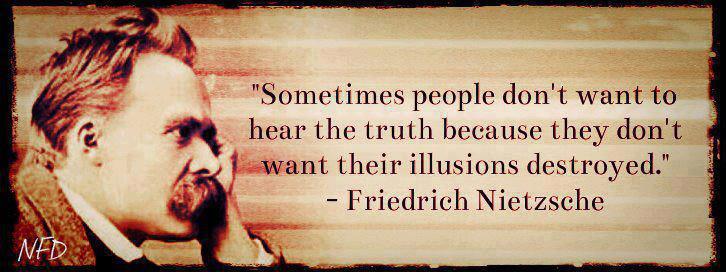 "Sometimes people don't want to
hear the truth because they don't
want their illusions destroyed."
- Friedrich Nietzsche
NFD